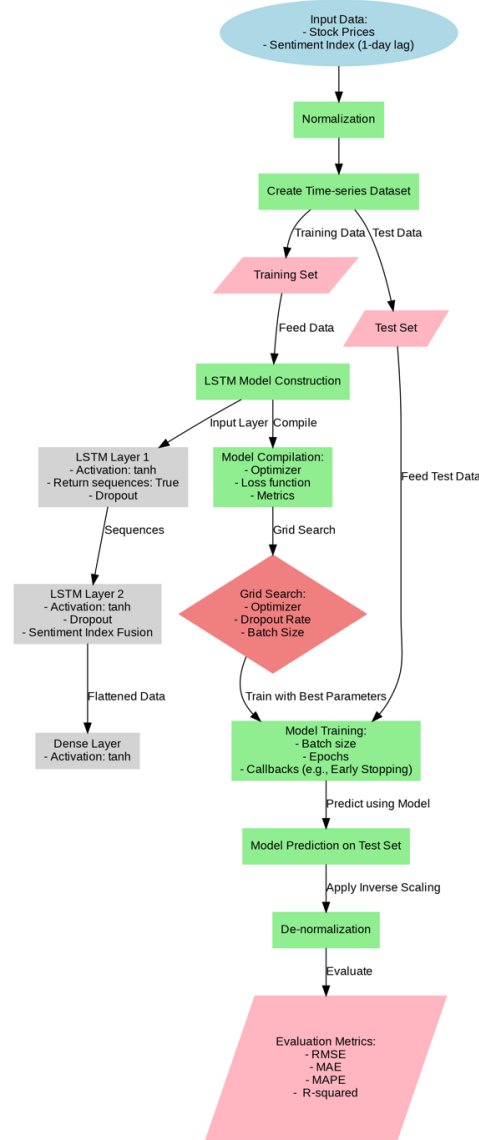 Input Data:
- Stock Prices
- Sentiment Index (1-day lag)
Normalization
Create Time-series Dataset
Training Data
Test Data
Training Set
Test Set
Feed Data
LSTM Model Construction
Input Layer
Compile
LSTM Layer 1
- Activation: tanh
- Return sequences: True
- Dropout
Model Compilation:
- Optimizer
- Loss function
- Metrics
Feed Test Data
Sequences
Grid Search
LSTM Layer 2
- Activation: tanh
- Dropout
- Sentiment Index Fusion
Grid Search:
- Optimizer
- Dropout Rate
- Batch Size
Flattened Data
Train with Best Parameters
Dense Layer
- Activation: tanh
Model Training:
- Batch size
- Epochs
- Callbacks (e.g., Early Stopping)
Predict using Model
Model Prediction on Test Set
Apply Inverse Scaling
De-normalization
Evaluate
Evaluation Metrics:
- RMSE
- MAE
- MAPE
- R-squared